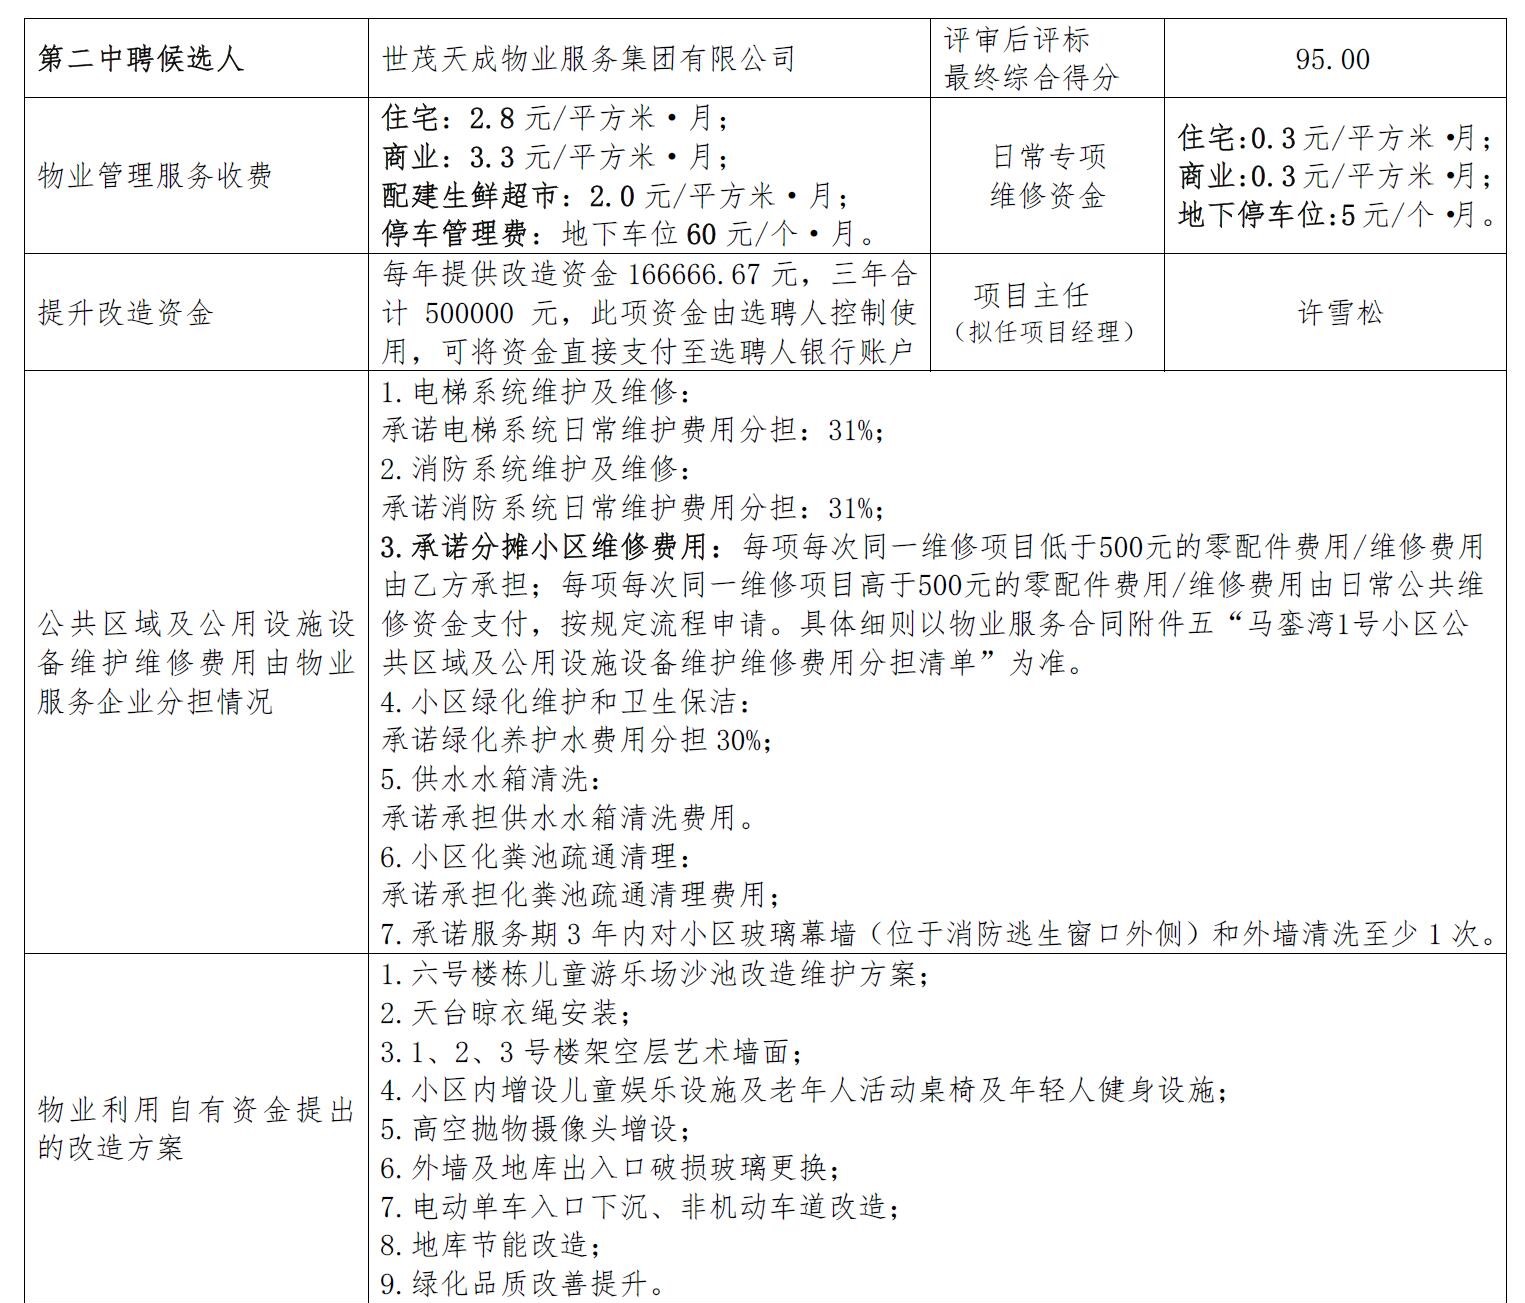 第二中聘候选人
世茂天成物业服务集团有限公司
评审后评标
最终综合得分
95.00
物业管理服务收费
住宅：2.8 元/平方米·月；
商业：3.3 元/平方米·月；
配建生鲜超市：2.0 元/平方米·月；
停车管理费：地下车位 60 元/个·月。
日常专项
维修资金
住宅:0.3 元/平方米·月；
商业:0.3 元/平方米·月；
地下停车位:5 元/个·月。
提升改造资金
每年提供改造资金 166666.67 元，三年合
计 500000 元，此项资金由选聘人控制使
用，可将资金直接支付至选聘人银行账户
项目主任
（拟任项目经理）
许雪松
公共区域及公用设施设
备维护维修费用由物业
服务企业分担情况
1.电梯系统维护及维修：
承诺电梯系统日常维护费用分担：31%；
2.消防系统维护及维修：
承诺消防系统日常维护费用分担：31%；
3.承诺分摊小区维修费用：每项每次同一维修项目低于500元的零配件费用/维修费用
由乙方承担；每项每次同一维修项目高于500元的零配件费用/维修费用由日常公共维
修资金支付，按规定流程申请。具体细则以物业服务合同附件五“马銮湾1号小区公
共区域及公用设施设备维护维修费用分担清单”为准。
4.小区绿化维护和卫生保洁：
承诺绿化养护水费用分担 30%；
5.供水水箱清洗：
承诺承担供水水箱清洗费用。
6.小区化粪池疏通清理：
承诺承担化粪池疏通清理费用；
7.承诺服务期 3 年内对小区玻璃幕墙（位于消防逃生窗口外侧）和外墙清洗至少 1 次。
物业利用自有资金提出
的改造方案
1.六号楼栋儿童游乐场沙池改造维护方案；
2.天台晾衣绳安装；
3.1、2、3 号楼架空层艺术墙面；
4.小区内增设儿童娱乐设施及老年人活动桌椅及年轻人健身设施；
5.高空抛物摄像头增设；
6.外墙及地库出入口破损玻璃更换；
7.电动单车入口下沉、非机动车道改造；
8.地库节能改造；
9.绿化品质改善提升。